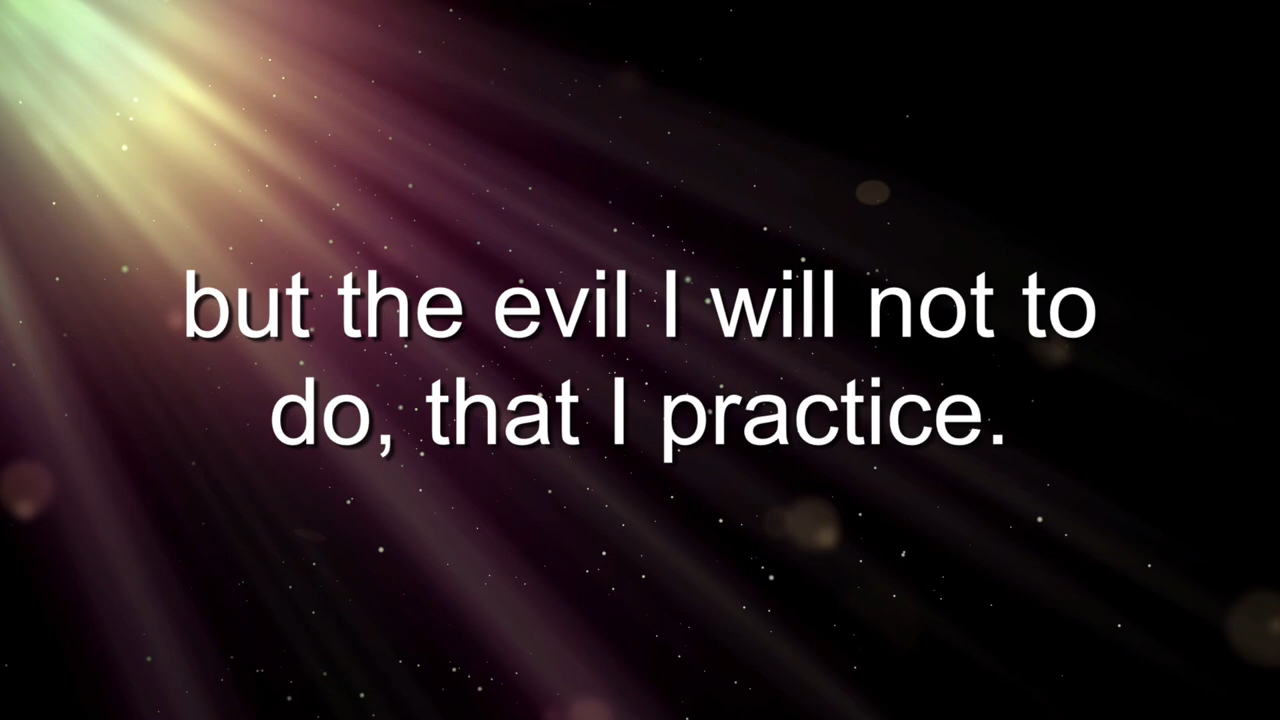 but the evil I will not to
do, that I practice.